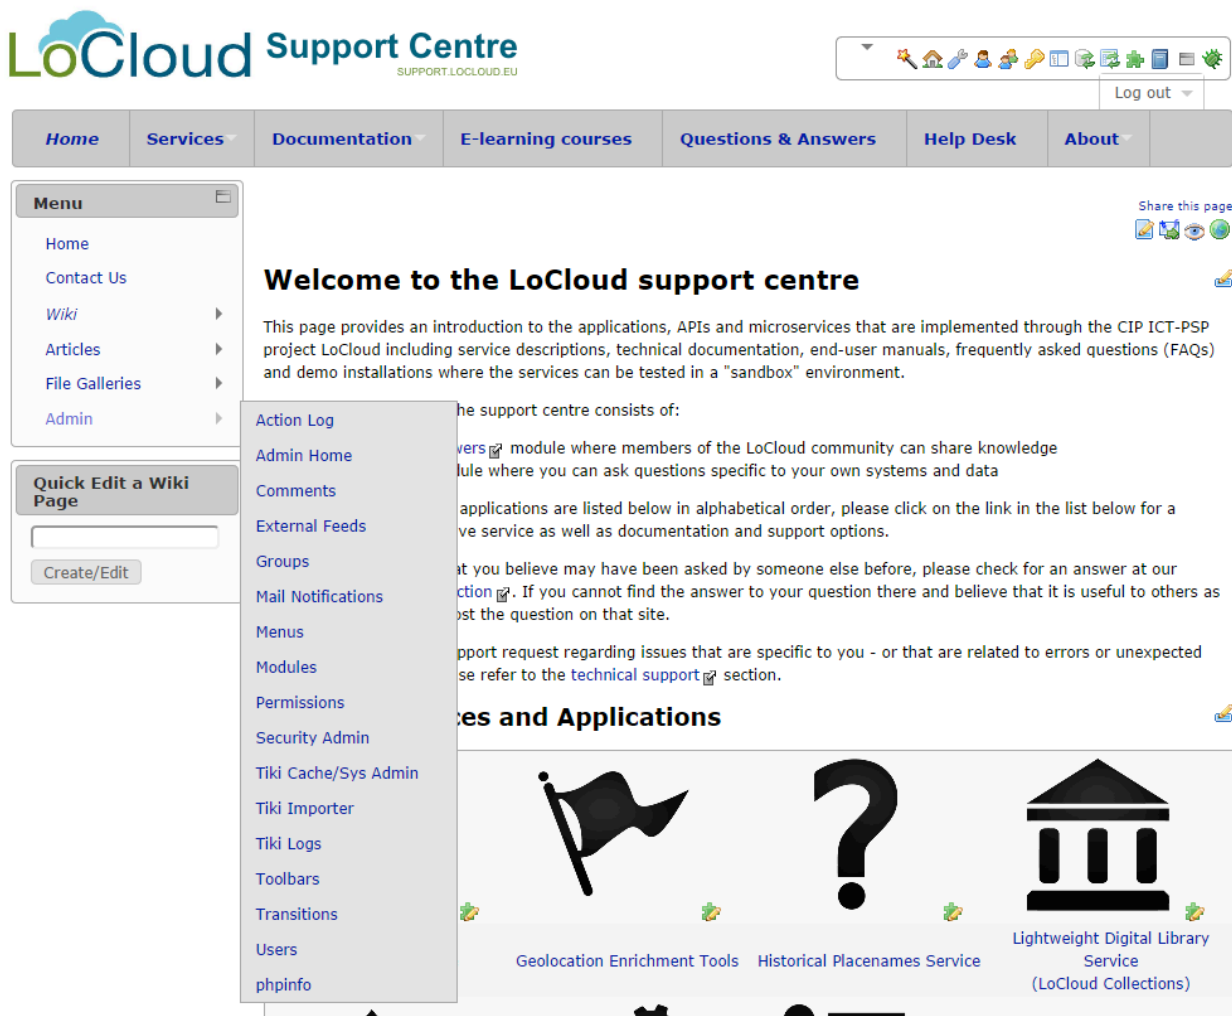 LoCloud Support Centre
SUPPORT.LOCLOUD.EU
Log out
Home Services Documentation E-learning courses Questions & Answers Help Desk About
Menu
Home
Contact Us
Wiki
Articles
File Galleries
Admin
Quick Edit a Wiki
Page
Create/Edit
Action Log
Admin Home
Comments
External Feeds
Groups
Mail Notifications
Menus
Modules
Permissions
Security Admin
Tiki Cache/Sys Admin
Tiki Importer
Tiki Logs
Toolbars
Transitions
Users
phpinfo
Share this page
Welcome to the LoCloud support centre
This page provides an introduction to the applications, APIs and microservices that are implemented through the CIP ICT-PSP
project LoCloud including service descriptions, technical documentation, end-user manuals, frequently asked questions (FAQs)
and demo installations where the services can be tested in a "sandbox" environment.
he support centre consists of:
wers module where members of the LoCloud community can share knowledge
lule where you can ask questions specific to your own systems and data
applications are listed below in alphabetical order, please click on the link in the list below for a
ve service as well as documentation and support options.
at you believe may have been asked by someone else before, please check for an answer at our
ction . If you cannot find the answer to your question there and believe that it is useful to others as
ost the question on that site.
pport request regarding issues that are specific to you - or that are related to errors or unexpected
se refer to the technical support section.
ces and Applications
Geolocation Enrichment Tools
Historical Placenames Service
Lightweight Digital Library
Service
(LoCloud Collections)